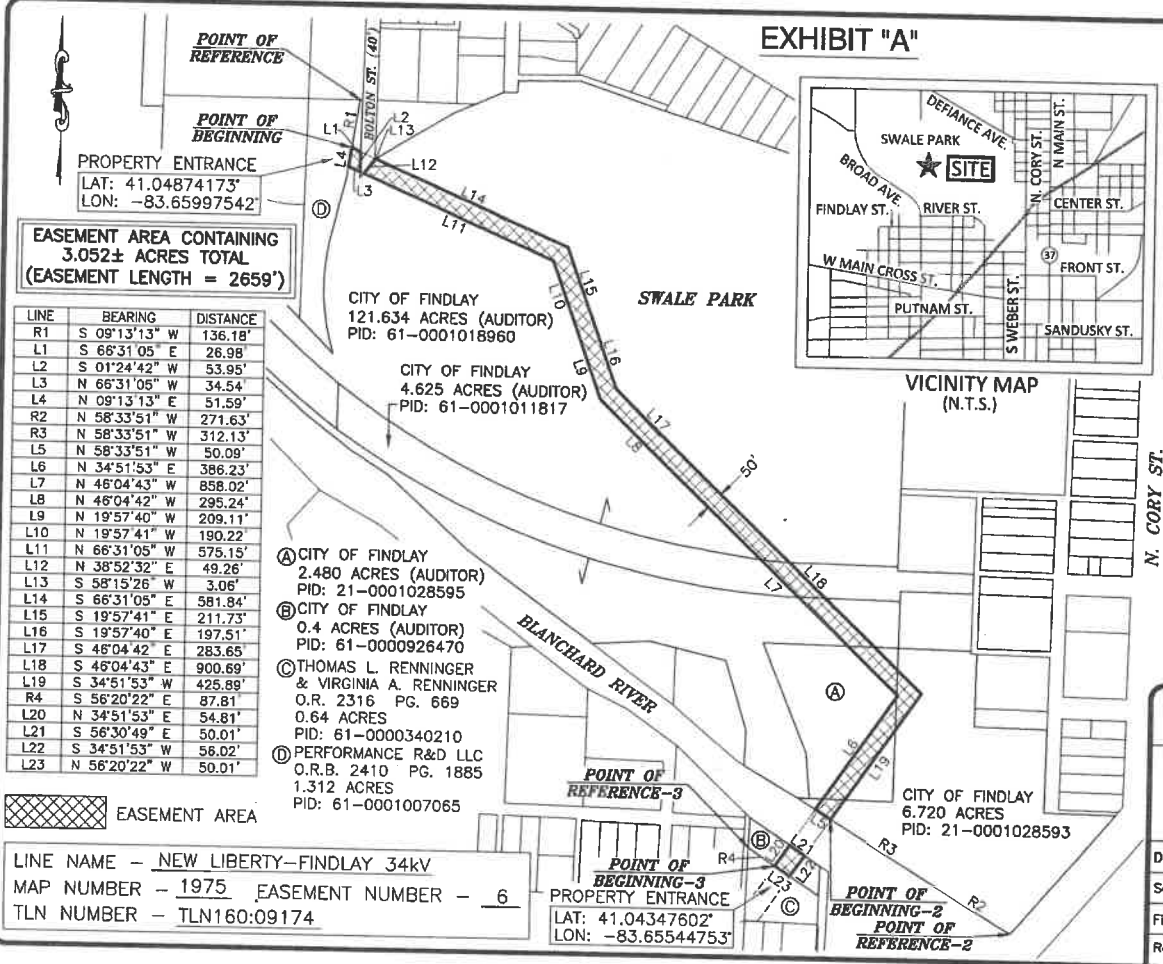 EXHIBIT "A"
POINT OF
REFERENCE
BOLTON ST. (40')
R1
POINT OF
BEGINNING
L1
L2
L13
L4
L12
L3
L14
L11
PROPERTY ENTRANCE
LAT: 41.04874173°
LON: -83.65997542°
Ⓓ
EASEMENT AREA CONTAINING
3.052± ACRES TOTAL
(EASEMENT LENGTH = 2659')
LINE BEARING DISTANCE
R1 S 09°13'13" W 136.18'
L1 S 66°31'05" E 26.98'
L2 S 01°24'42" W 53.95'
L3 N 66°31'05" W 34.54'
L4 N 09°13'13" E 51.59'
R2 N 58°33'51" W 271.63'
R3 N 58°33'51" W 312.13'
L5 N 58°33'51" W 50.09'
L6 N 34°51'53" E 386.23'
L7 N 46°04'43" W 858.02'
L8 N 46°04'42" W 295.24'
L9 N 19°57'40" W 209.11'
L10 N 19°57'41" W 190.22'
L11 N 66°31'05" W 575.15'
L12 N 38°52'32" E 49.26'
L13 S 58°15'26" W 3.06'
L14 S 66°31'05" E 581.84'
L15 S 19°57'41" E 211.73'
L16 S 19°57'40" E 197.51'
L17 S 46°04'42" E 283.65'
L18 S 46°04'43" E 900.69'
L19 S 34°51'53" W 425.89'
R4 S 56°20'22" E 87.81'
L20 N 34°51'53" E 54.81'
L21 S 56°30'49" E 50.01'
L22 S 34°51'53" W 56.02'
L23 N 56°20'22" W 50.01'
EASEMENT AREA
LINE NAME - NEW LIBERTY-FINDLAY 34kV
MAP NUMBER - 1975 EASEMENT NUMBER - 6
TLN NUMBER - TLN160:09174
CITY OF FINDLAY
121.634 ACRES (AUDITOR)
PID: 61-0001018960
CITY OF FINDLAY
4.625 ACRES (AUDITOR)
PID: 61-0001011817
SWALE PARK
L15
L10
L16
L9
L17
L8
50'
L18
L7
Ⓐ CITY OF FINDLAY
2.480 ACRES (AUDITOR)
PID: 21-0001028595
Ⓑ CITY OF FINDLAY
0.4 ACRES (AUDITOR)
PID: 61-0000926470
Ⓒ THOMAS L. RENNINGER
& VIRGINIA A. RENNINGER
O.R. 2316 PG. 669
0.64 ACRES
PID: 61-0000340210
Ⓓ PERFORMANCE R&D LLC
O.R.B. 2410 PG. 1885
1.312 ACRES
PID: 61-0001007065
BLANCHARD RIVER
Ⓐ
L6
L19
POINT OF
REFERENCE-3
L5
CITY OF FINDLAY
6.720 ACRES
PID: 21-0001028593
Ⓑ
L20
L21
R3
R4
L22
L23
POINT OF
BEGINNING-3
Ⓒ
R2
PROPERTY ENTRANCE
LAT: 41.04347602°
LON: -83.65544753°
POINT OF
BEGINNING-2
POINT OF
REFERENCE-2
DEFIANCE AVE.
SWALE PARK
SITE
N. CORY ST.
N MAIN ST.
BROAD AVE.
FINDLAY ST.
RIVER ST.
CENTER ST.
37
FRONT ST.
W MAIN CROSS ST.
PUTNAM ST.
S WEBER ST.
SANDUSKY ST.
VICINITY MAP
(N.T.S.)
N. CORY ST.